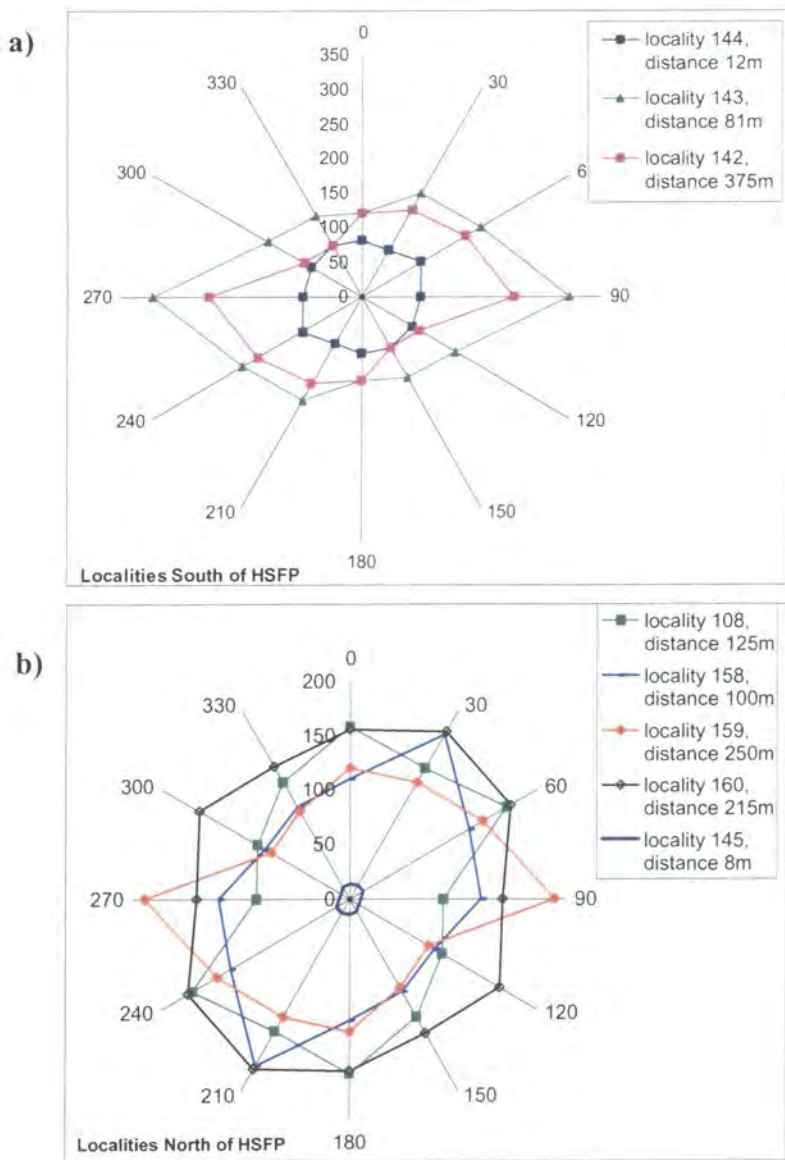 a)
0
350
300
250
200
150
100
50
0
30
6
90
120
150
180
210
240
270
300
330
locality 144,
distance 12m
locality 143,
distance 81m
locality 142,
distance 375m
Localities South of HSFP
b)
0
200
150
100
50
0
30
60
90
120
150
180
210
240
270
300
330
locality 108,
distance 125m
locality 158,
distance 100m
locality 159,
distance 250m
locality 160,
distance 215m
locality 145,
distance 8m
Localities North of HSFP